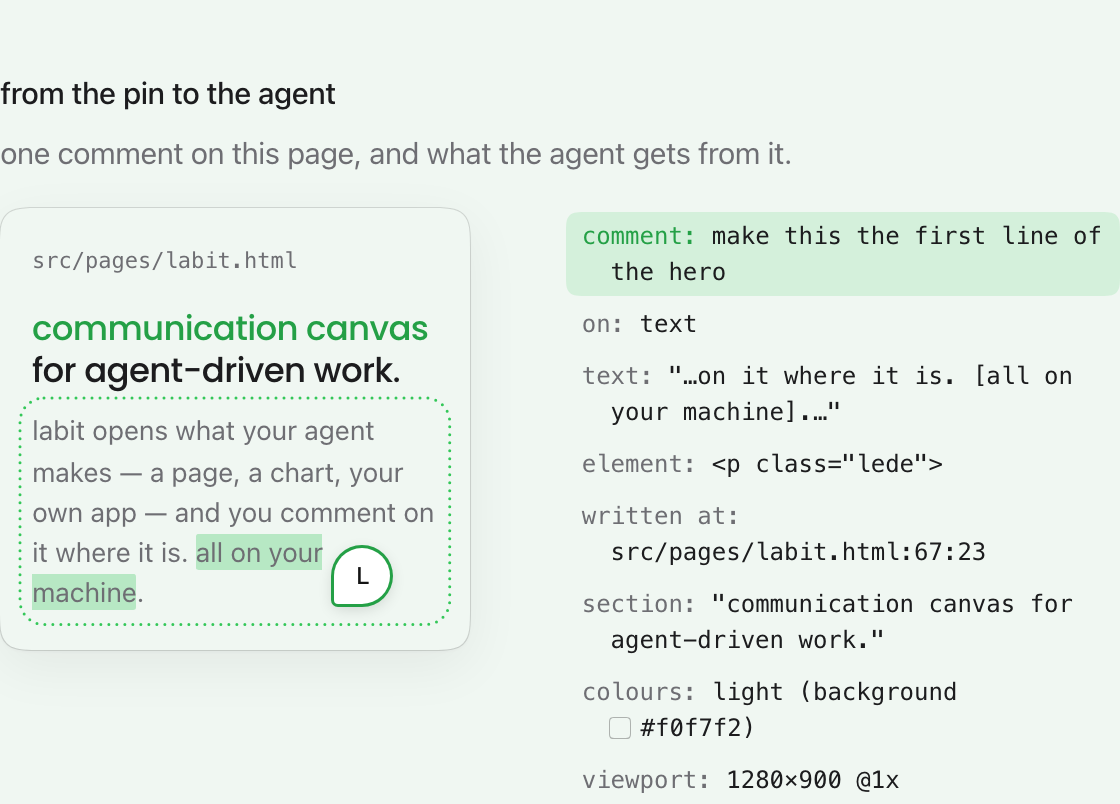 from the pin to the agent
one comment on this page, and what the agent gets from it.
src/pages/labit.html
communication canvas
for agent-driven work.
labit opens what your agent
makes — a page, a chart, your
own app — and you comment on
it where it is. all on your
machine.
L
comment: make this the first line of
the hero
on: text
text: "…on it where it is. [all on
your machine].…"
element: <p class="lede">
written at:
src/pages/labit.html:67:23
section: "communication canvas for
agent-driven work."
colours: light (background
#f0f7f2)
viewport: 1280×900 @1x